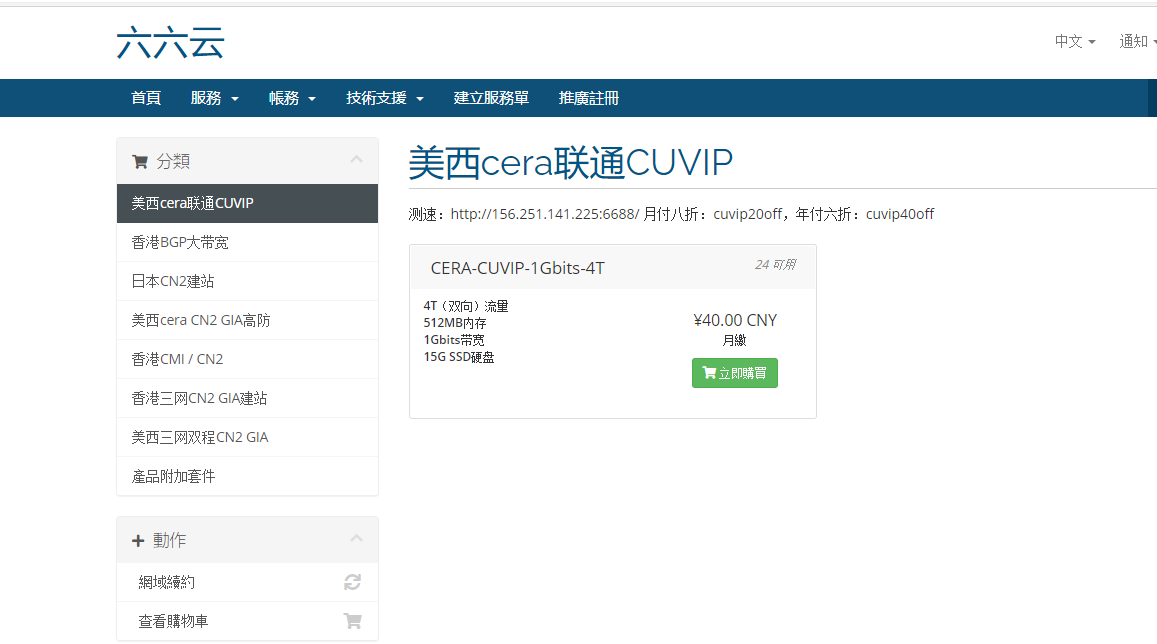 六六云
中文
通知
首頁 服務 帳務 技術支援 建立服務單 推廣註冊
分類
美西cera联通CUVIP
香港BGP大带宽
日本CN2建站
美西cera CN2 GIA高防
香港CMI / CN2
香港三网CN2 GIA建站
美西三网双程CN2 GIA
產品附加套件
動作
網域續約
查看購物車
美西cera联通CUVIP
测速：http://156.251.141.225:6688/ 月付八折：cuvip20off，年付六折：cuvip40off
CERA-CUVIP-1Gbits-4T
24 可用
4T（双向）流量
512MB内存
1Gbits带宽
15G SSD硬盘
¥40.00 CNY
月繳
立即購買